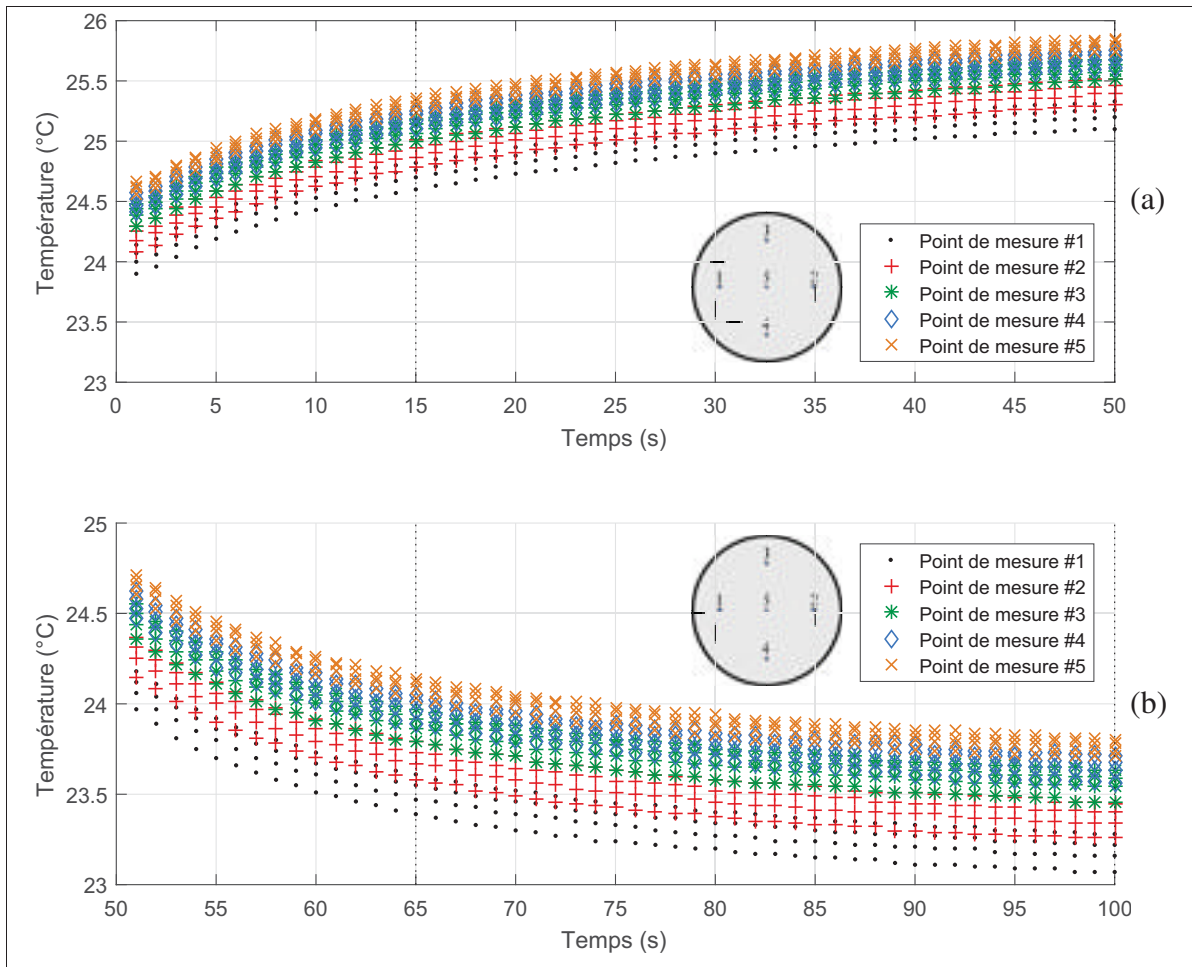 26
25.5
25
24.5
24
23.5
23
Température (°C)
0 5 10 15 20 25 30 35 40 45 50
Temps (s)
Point de mesure #1
Point de mesure #2
Point de mesure #3
Point de mesure #4
Point de mesure #5
(a)
25
24.5
24
23.5
23
Température (°C)
50 55 60 65 70 75 80 85 90 95 100
Temps (s)
Point de mesure #1
Point de mesure #2
Point de mesure #3
Point de mesure #4
Point de mesure #5
(b)